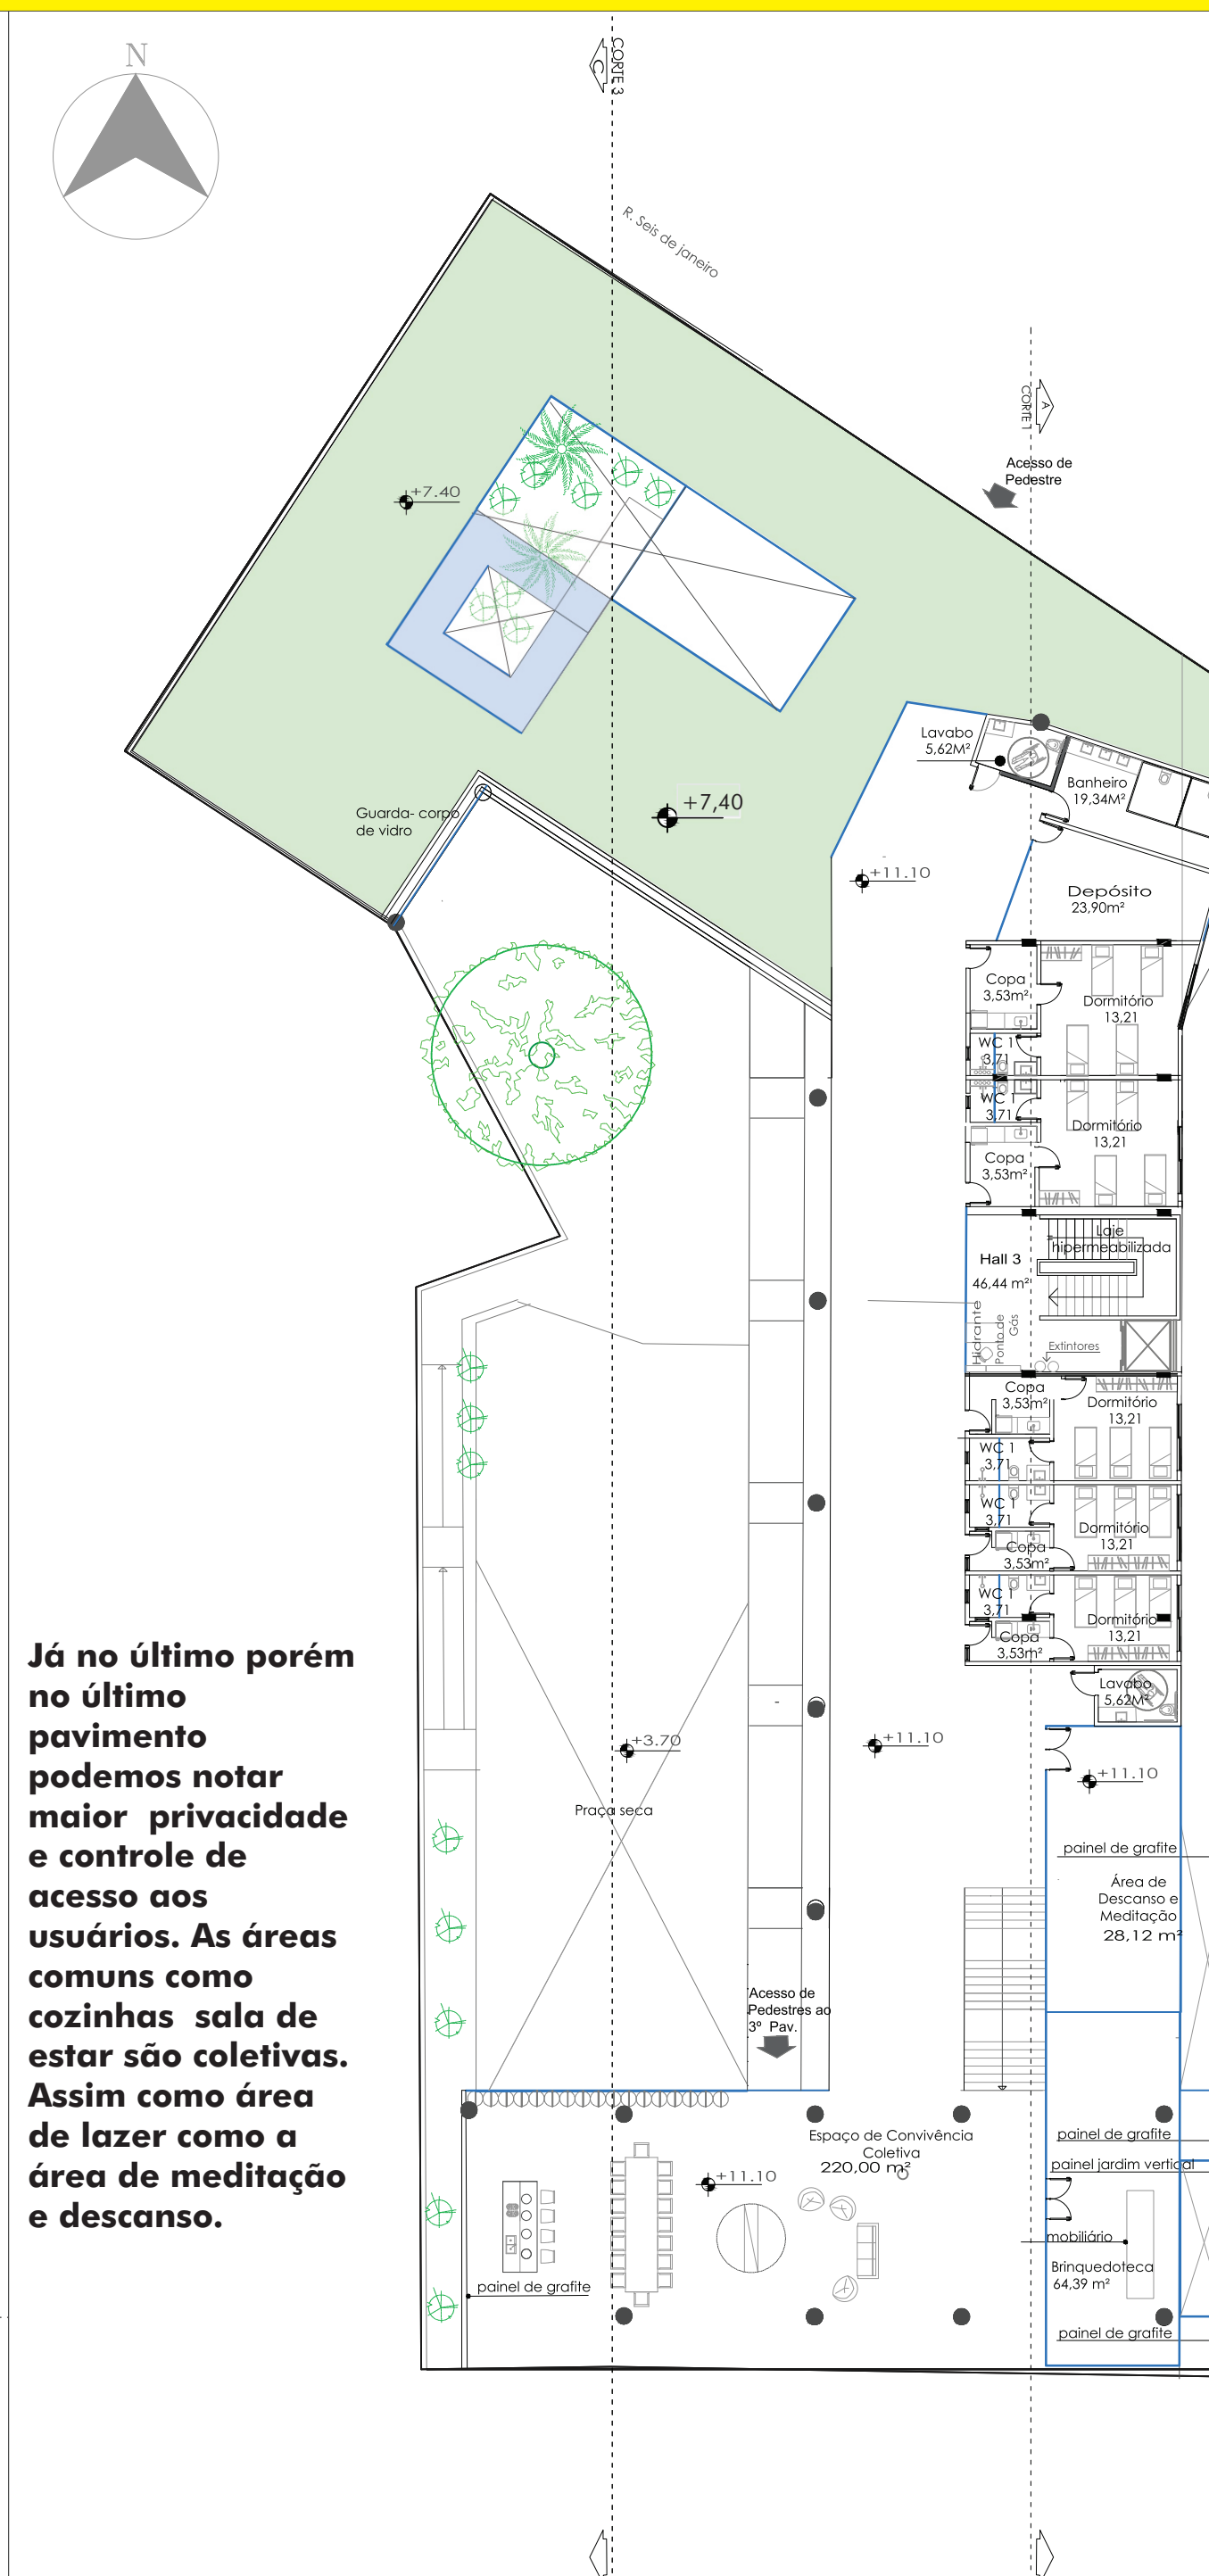 N
CORTE 3
C
R. Seis de janeiro
CORTE 1
A
Acesso de
Pedestre
+7.40
Lavabo
5,62M²
Banheiro
19,34M²
+7,40
Guarda- corpo
de vidro
+11.10
Depósito
23,90m²
Copa
3,53m²
Dormitório
13,21
WC 1
3,71
WC 1
3,71
Dormitório
13,21
Copa
3,53m²
Laje
hipermeabilizada
Hall 3
46,44 m²
Hidrante
Ponto de
Gás
Extintores
Copa
3,53m²
Dormitório
13,21
WC 1
3,71
WC 1
3,71
Dormitório
13,21
Copa
3,53m²
WC 1
3,71
Dormitório
13,21
Copa
3,53m²
Lavabo
5,62M²
Já no último porém
no último
pavimento
podemos notar
maior  privacidade
e controle de
acesso aos
usuários. As áreas
comuns como
cozinhas  sala de
estar são coletivas.
Assim como área
de lazer como a
área de meditação
e descanso.
+3.70
Praça seca
+11.10
+11.10
painel de grafite
Área de
Descanso e
Meditação
28,12 m²
Acesso de
Pedestres ao
3º  Pav.
Espaço de Convivência
Coletiva
220,00 m²
+11.10
painel de grafite
painel jardim vertical
mobiliário
Brinquedoteca
64,39 m²
painel de grafite
painel de grafite